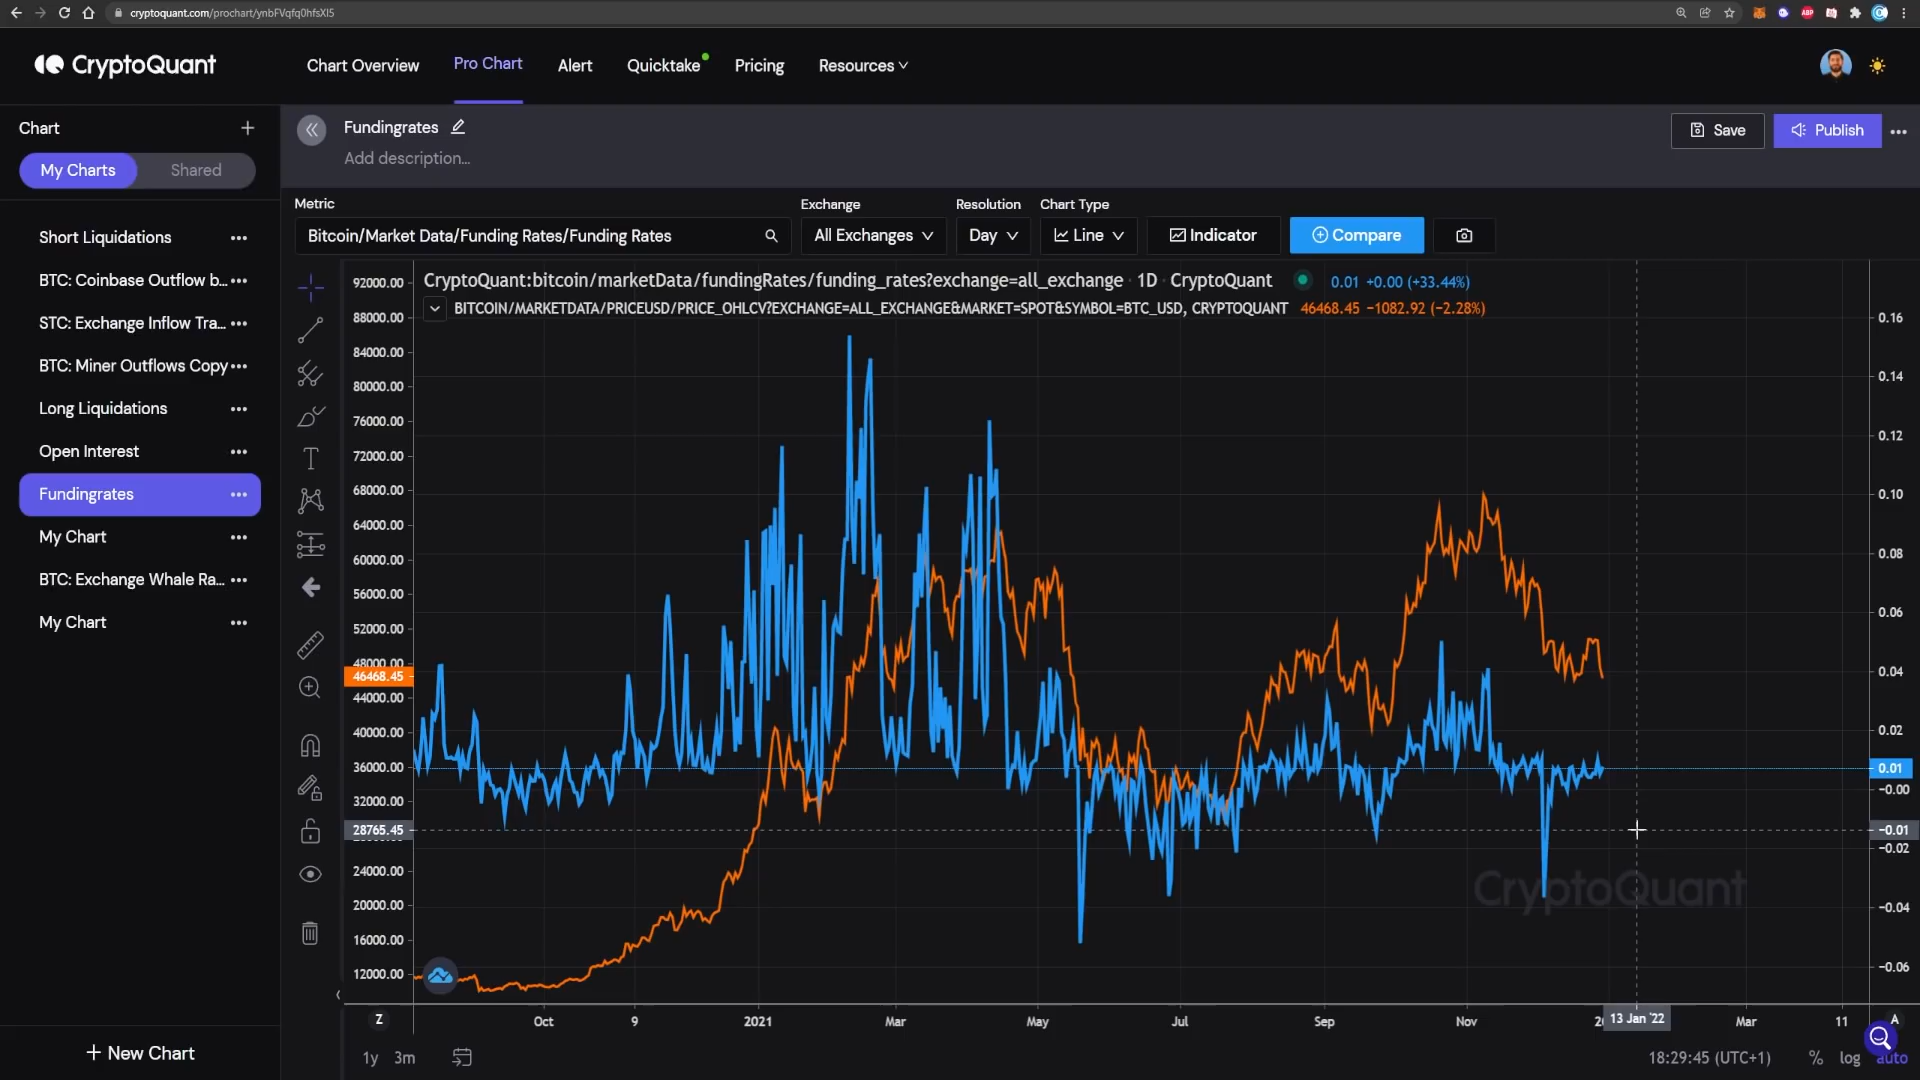 cryptoquant.com/prochart/ynbFVqfq0hfsXI5
ABP
CryptoQuant
Chart Overview
Pro Chart
Alert
Quicktake
Pricing
Resources
Chart
My Charts
Shared
Short Liquidations
BTC: Coinbase Outflow b...
STC: Exchange Inflow Tra...
BTC: Miner Outflows Copy
Long Liquidations
Open Interest
Fundingrates
My Chart
BTC: Exchange Whale Ra...
My Chart
+ New Chart
Fundingrates
Add description...
Save
Publish
Metric
Bitcoin/Market Data/Funding Rates/Funding Rates
Exchange
All Exchanges
Resolution
Day
Chart Type
Line
Indicator
Compare
CryptoQuant:bitcoin/marketData/fundingRates/funding_rates?exchange=all_exchange · 1D · CryptoQuant
0.01 +0.00 (+33.44%)
BITCOIN/MARKETDATA/PRICEUSD/PRICE_OHLCV?EXCHANGE=ALL_EXCHANGE&MARKET=SPOT&SYMBOL=BTC_USD, CRYPTOQUANT
46468.45 −1082.92 (−2.28%)
92000.00
88000.00
84000.00
80000.00
76000.00
72000.00
68000.00
64000.00
60000.00
56000.00
52000.00
48000.00
46468.45
44000.00
40000.00
36000.00
32000.00
28765.45
24000.00
20000.00
16000.00
12000.00
0.16
0.14
0.12
0.10
0.08
0.06
0.04
0.02
0.01
−0.00
−0.01
−0.02
−0.04
−0.06
CryptoQuant
Z
Oct
9
2021
Mar
May
Jul
Sep
Nov
13 Jan '22
Mar
11
A
1y
3m
18:29:45 (UTC+1)
%
log
auto